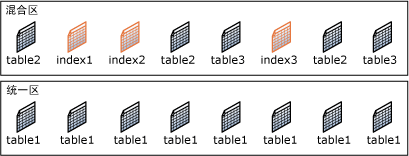 混合区
table2 index1 index2 table2 table3 index3 table2 table3
统一区
table1 table1 table1 table1 table1 table1 table1 table1